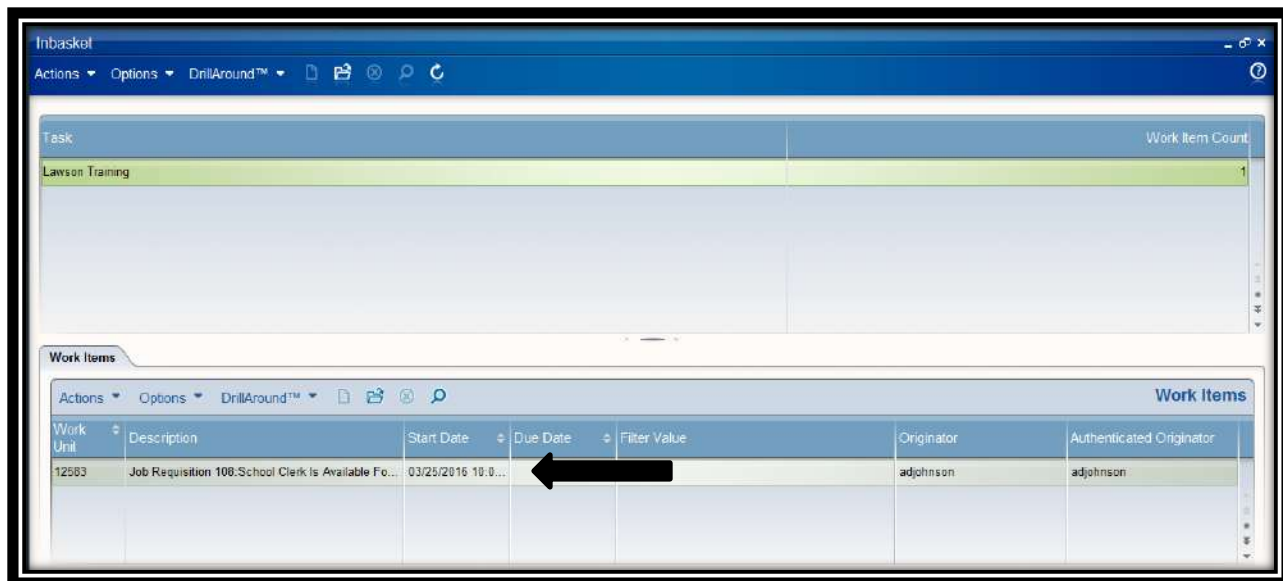 Inbasket
Actions Options DrillAround™
Task Work Item Count
Lawson Training 1
Work Items
Actions Options DrillAround™ Work Items
Work Unit Description Start Date Due Date Filter Value Originator Authenticated Originator
12583 Job Requisition 108:School Clerk Is Available Fo... 03/25/2016 10:0... adjohnson adjohnson